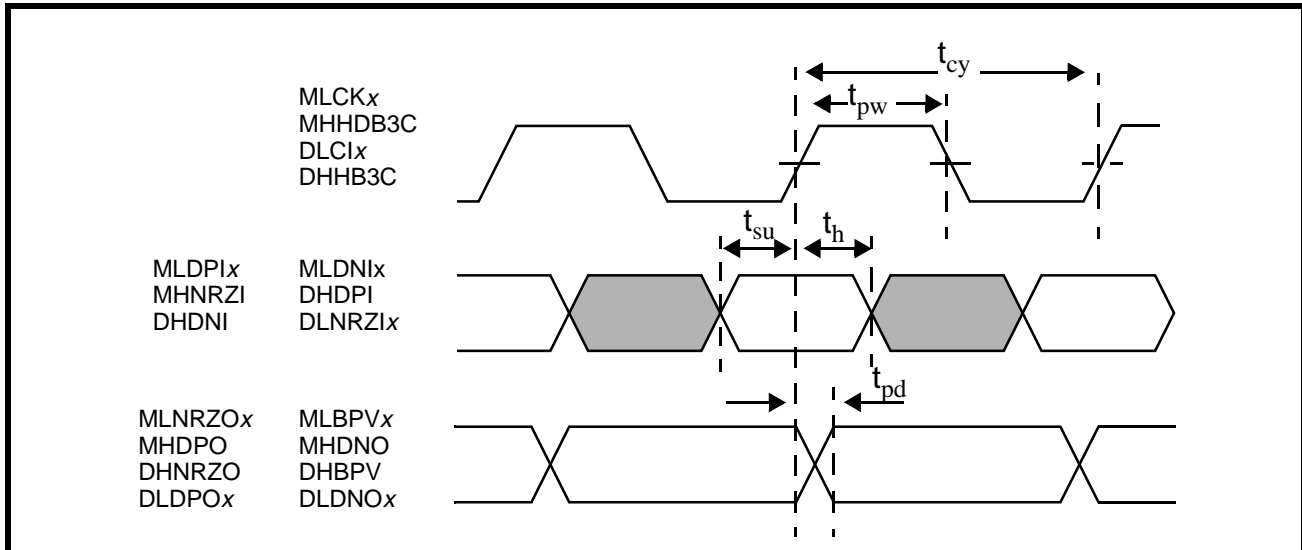 t_cy
MLCKx
t_pw
MHHDB3C
DLCIx
DHHB3C
t_su
t_h
MLDPIx MLDNIx
MHNRZI DHDPI
DHDNI DLNRZIx
t_pd
MLNRZOx MLBPVx
MHDPO MHDNO
DHNRZO DHBPV
DLDPOx DLDNOx